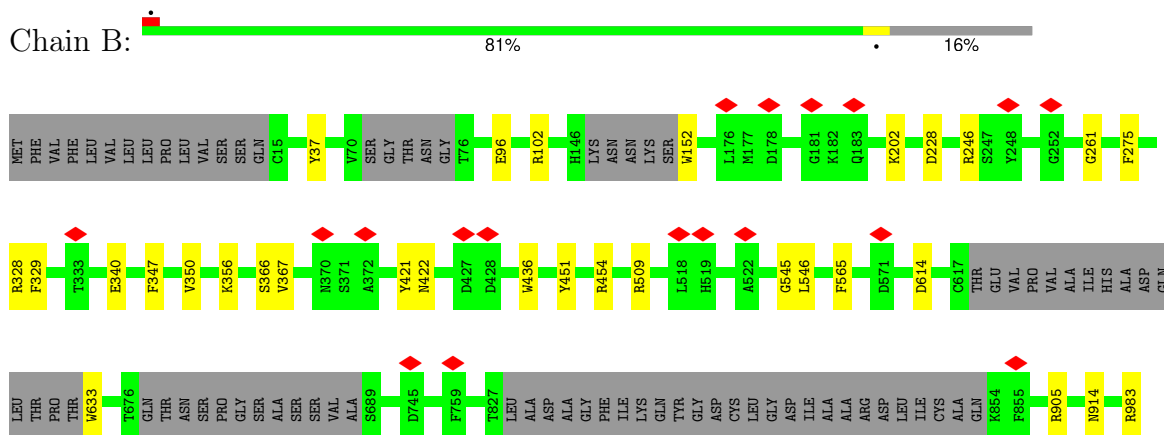 Chain B:
81%
•
16%
MET PHE VAL PHE LEU VAL LEU LEU PRO LEU VAL SER SER GLN C15 Y37 V70 SER GLY THR ASN GLY T76 E96 R102 H146 LYS ASN ASN LYS SER W152 L176 M177 D178 G181 K182 Q183 K202 D228 R246 S247 Y248 G252 G261 F275
R328 F329 T333 E340 F347 V350 K356 S366 V367 N370 S371 A372 Y421 N422 D427 D428 W436 Y451 R454 R509 L518 H519 A522 G545 L546 F565 D571 D614 C617 THR GLU VAL PRO VAL ALA ILE HIS ALA ASP GLN
LEU THR PRO THR W633 T676 GLN THR ASN SER PRO GLY SER ALA SER SER VAL ALA S689 D745 F759 T827 LEU ALA ASP ALA GLY PHE ILE LYS GLN TYR GLY ASP CYS LEU GLY ASP ILE ALA ALA ARG ASP LEU ILE CYS ALA GLN K854 F855 R905 N914 R983